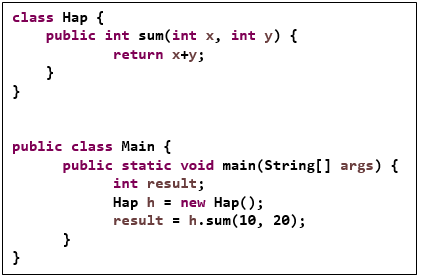 class Hap {
    public int sum(int x, int y) {
            return x+y;
    }
}
public class Main {
      public static void main(String[] args) {
            int result;
            Hap h = new Hap();
            result = h.sum(10, 20);
      }
}